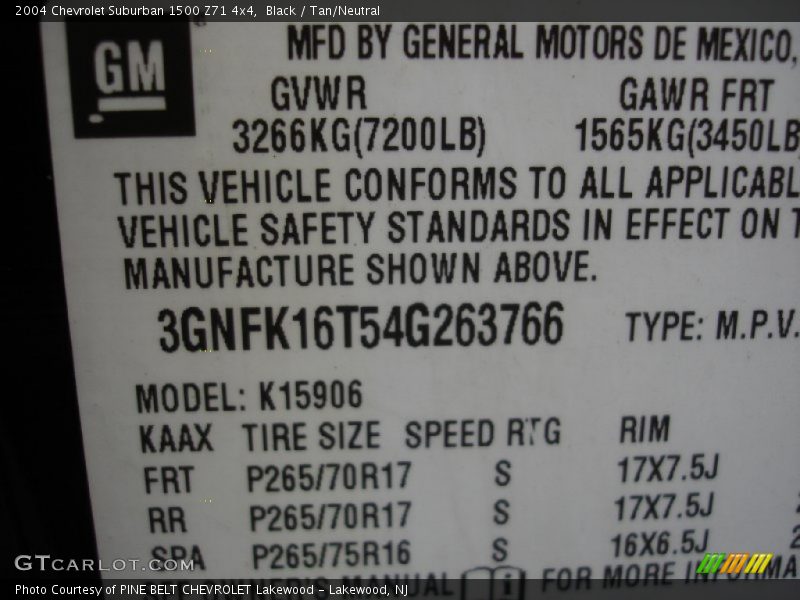 2004 Chevrolet Suburban 1500 Z71 4x4, Black / Tan/Neutral
GM
MFD BY GENERAL MOTORS DE MEXICO,
GVWR GAWR FRT
3266KG(7200LB) 1565KG(3450LB
THIS VEHICLE CONFORMS TO ALL APPLICABL
VEHICLE SAFETY STANDARDS IN EFFECT ON T
MANUFACTURE SHOWN ABOVE.
3GNFK16T54G263766 TYPE: M.P.V.
MODEL: K15906
KAAX TIRE SIZE SPEED RTG RIM
FRT P265/70R17 S 17X7.5J
RR P265/70R17 S 17X7.5J
SPA P265/75R16 S 16X6.5J
OWNER'S MANUAL i FOR MORE INFORMA
GTcarlot.com
Photo Courtesy of PINE BELT CHEVROLET Lakewood - Lakewood, NJ